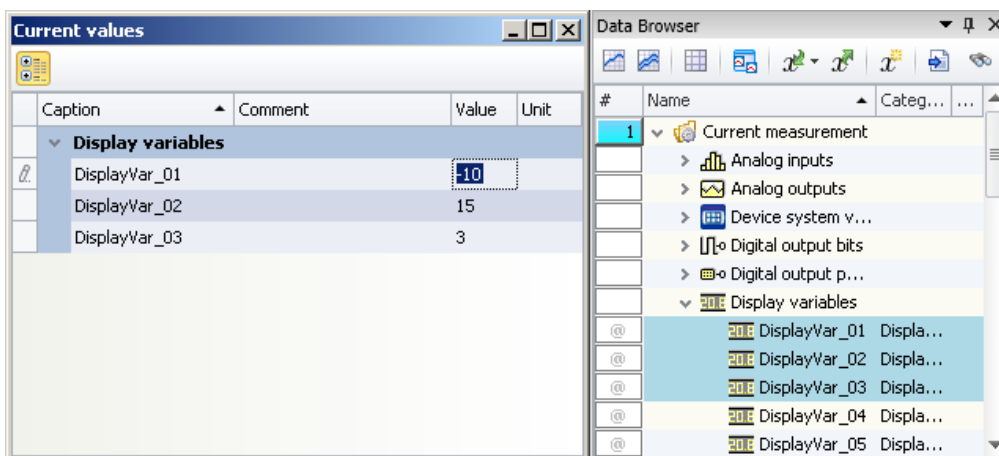 Current values
Caption Comment Value Unit
Display variables
DisplayVar_01 -10
DisplayVar_02 15
DisplayVar_03 3
Data Browser
# Name Categ... ...
1 Current measurement
Analog inputs
Analog outputs
Device system v...
Digital output bits
Digital output p...
Display variables
@ DisplayVar_01 Displa...
@ DisplayVar_02 Displa...
@ DisplayVar_03 Displa...
@ DisplayVar_04 Displa...
@ DisplayVar_05 Displa...